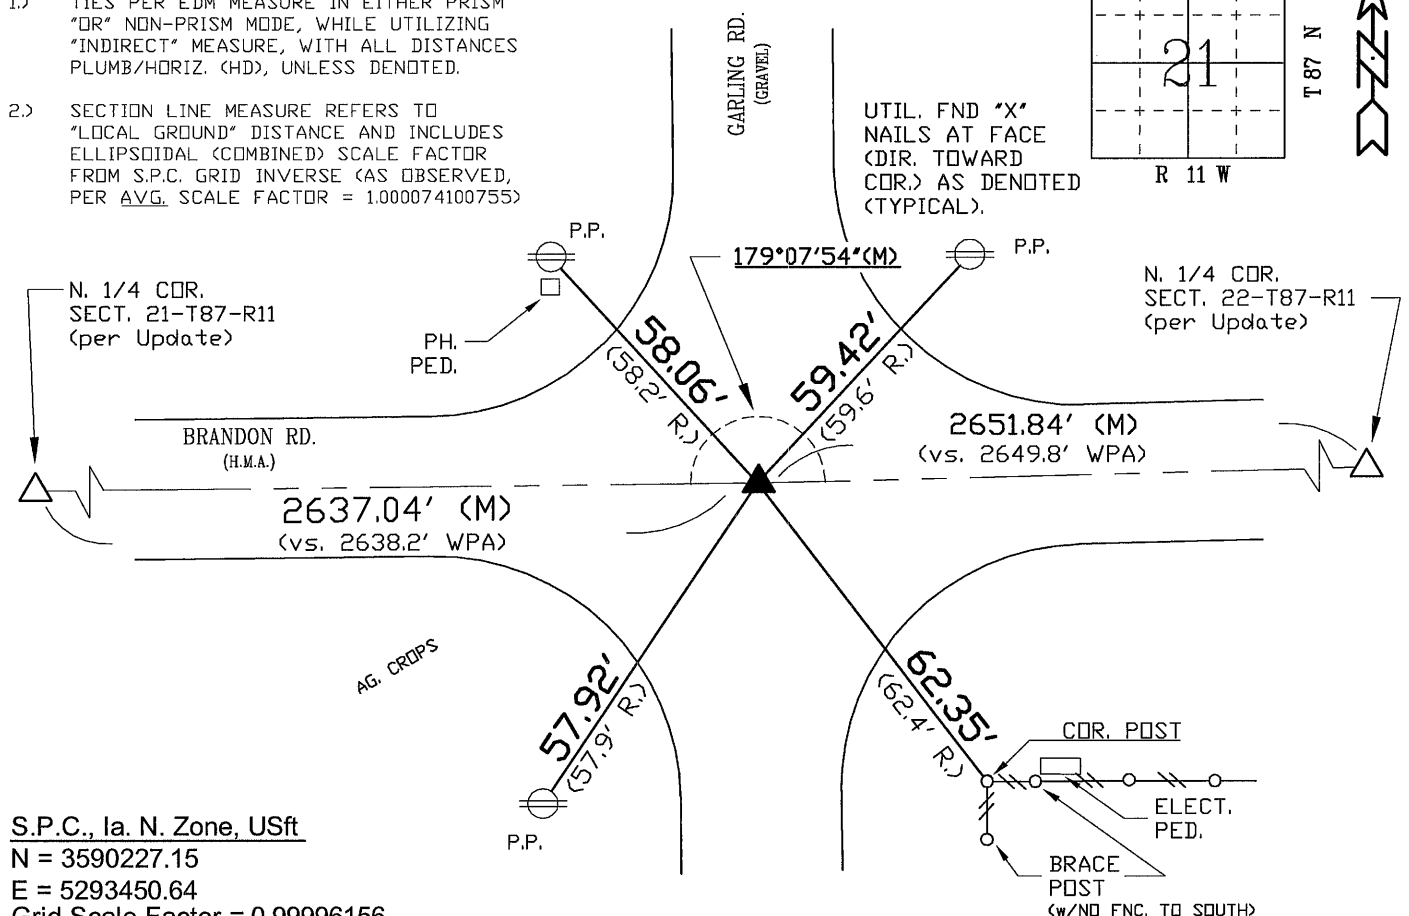 1.) TIES PER EDM MEASURE IN EITHER PRISM
"OR" NON-PRISM MODE, WHILE UTILIZING
"INDIRECT" MEASURE, WITH ALL DISTANCES
PLUMB/HORIZ. (HD), UNLESS DENOTED.
2.) SECTION LINE MEASURE REFERS TO
"LOCAL GROUND" DISTANCE AND INCLUDES
ELLIPSOIDAL (COMBINED) SCALE FACTOR
FROM S.P.C. GRID INVERSE (AS OBSERVED,
PER AVG. SCALE FACTOR = 1.000074100755)
GARLING RD.
(GRAVEL)
UTIL. FND "X"
NAILS AT FACE
(DIR. TOWARD
COR.) AS DENOTED
(TYPICAL).
21
T 87 N
R 11 W
N
P.P.
179°07'54"(M)
P.P.
N. 1/4 COR.
SECT. 21-T87-R11
(per Update)
PH.
PED.
58.06'
(58.2' R.)
59.42'
(59.6' R.)
N. 1/4 COR.
SECT. 22-T87-R11
(per Update)
BRANDON RD.
(H.M.A.)
2651.84' (M)
(vs. 2649.8' WPA)
2637.04' (M)
(vs. 2638.2' WPA)
AG. CROPS
57.92'
(57.9' R.)
62.35'
(62.4' R.)
P.P.
COR. POST
ELECT.
PED.
BRACE
POST
(w/NO FNC. TO SOUTH)
S.P.C., Ia. N. Zone, USft
N = 3590227.15
E = 5293450.64
Grid Scale Factor = 0.99996156